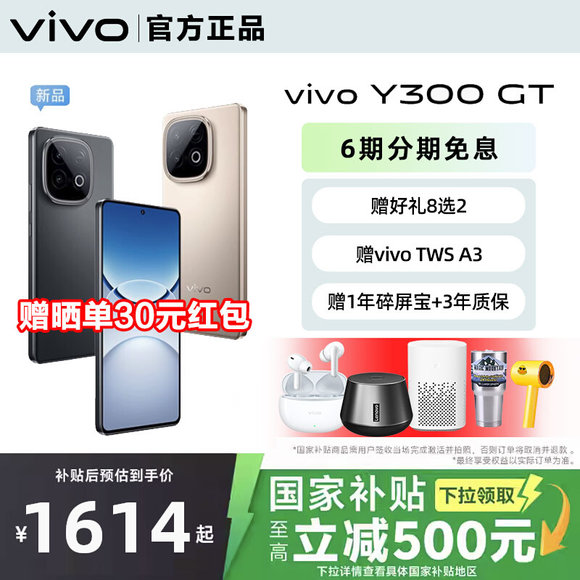 vivo 官方正品
新品
vivo Y300 GT
6期分期免息
赠好礼8选2
赠vivo TWS A3
赠1年碎屏宝+3年质保
vivo
赠晒单30元红包
vivo
Lenovo
MAGIC MOUNTAIN
*国家补贴商品需用户签收当场完成激活并拍照,否则订单将取消并退款。
*最终享受权益以实际订单为准。
补贴后预估到手价
¥1614起
国家补贴 下拉领取
至高立减500元
下拉详情查看具体国家补贴地区